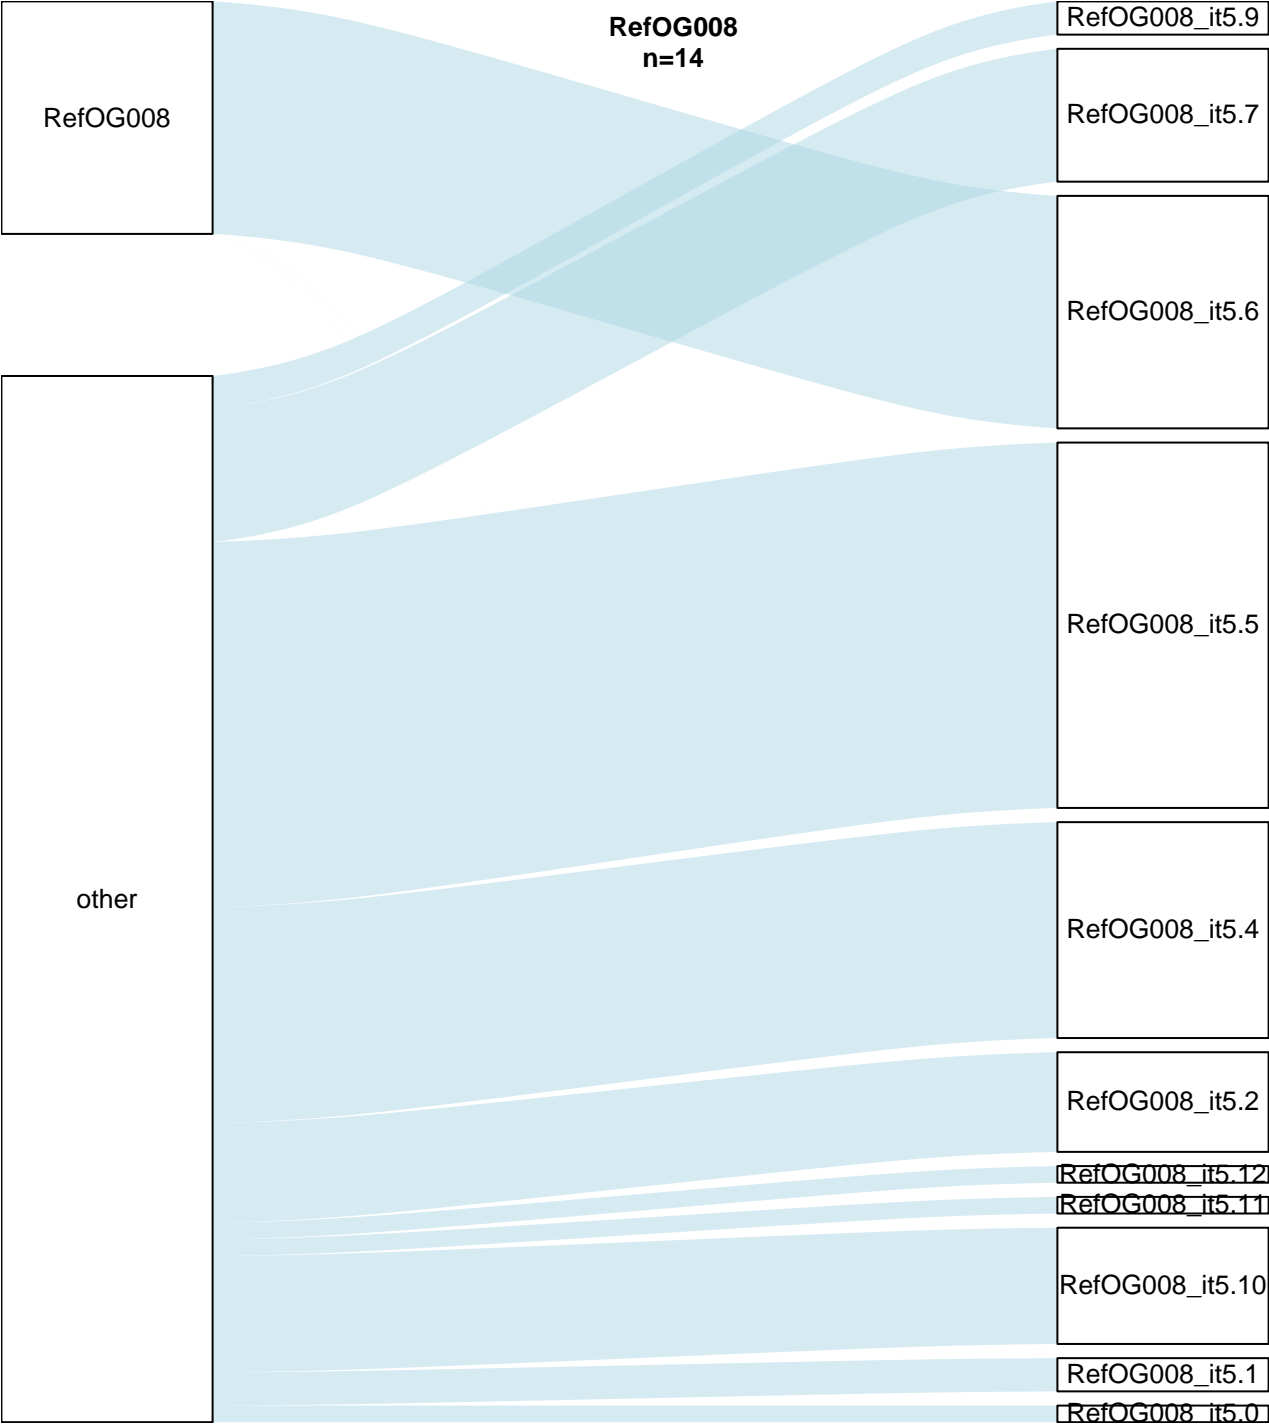 RefOG008
n=14
RefOG008
other
RefOG008_it5.9
RefOG008_it5.7
RefOG008_it5.6
RefOG008_it5.5
RefOG008_it5.4
RefOG008_it5.2
RefOG008_it5.12
RefOG008_it5.11
RefOG008_it5.10
RefOG008_it5.1
RefOG008_it5.0